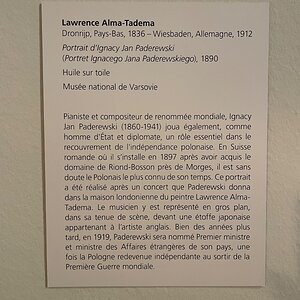 Lawrence Alma-Tadema
Dronrijp, Pays-Bas, 1836 – Wiesbaden, Allemagne, 1912
Portrait d'Ignacy Jan Paderewski
(Portret Ignacego Jana Paderewskiego), 1890
Huile sur toile
Musée national de Varsovie
Pianiste et compositeur de renommée mondiale, Ignacy
Jan Paderewski (1860-1941) joua également, comme
homme d'État et diplomate, un rôle essentiel dans le
recouvrement de l'indépendance polonaise. En Suisse
romande où il s'installe en 1897 après avoir acquis le
domaine de Riond-Bosson près de Morges, il est sans
doute le Polonais le plus connu de son temps. Ce portrait
a été réalisé après un concert que Paderewski donna
dans la maison londonienne du peintre Lawrence Alma-
Tadema. Le musicien y est représenté en gros plan,
dans sa tenue de scène, devant une étoffe japonaise
appartenant à l'artiste anglais. Bien des années plus
tard, en 1919, Paderewski sera nommé Premier ministre
et ministre des Affaires étrangères de son pays, une
fois la Pologne redevenue indépendante au sortir de la
Première Guerre mondiale.